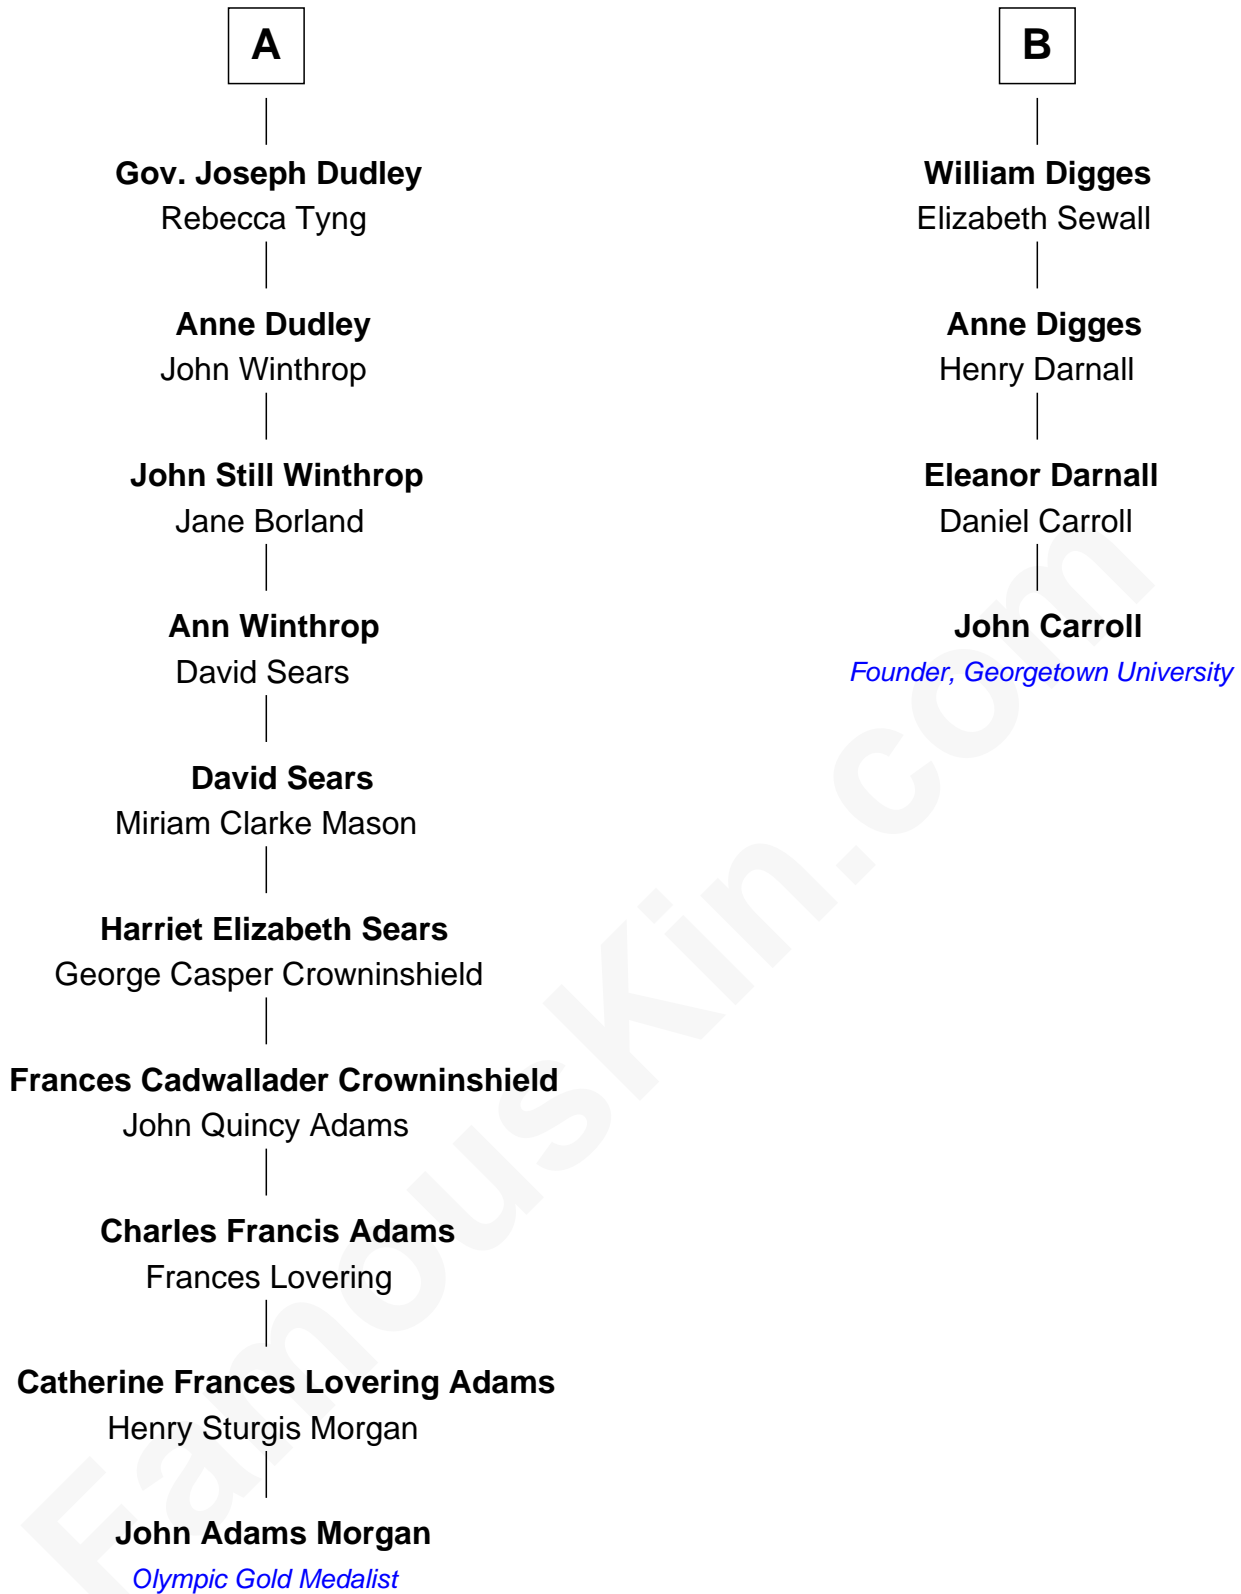 A
Gov. Joseph Dudley
Rebecca Tyng
Anne Dudley
John Winthrop
John Still Winthrop
Jane Borland
Ann Winthrop
David Sears
David Sears
Miriam Clarke Mason
Harriet Elizabeth Sears
George Casper Crowninshield
Frances Cadwallader Crowninshield
John Quincy Adams
Charles Francis Adams
Frances Lovering
Catherine Frances Lovering Adams
Henry Sturgis Morgan
John Adams Morgan
Olympic Gold Medalist
B
William Digges
Elizabeth Sewall
Anne Digges
Henry Darnall
Eleanor Darnall
Daniel Carroll
John Carroll
Founder, Georgetown University
FamousKin.com